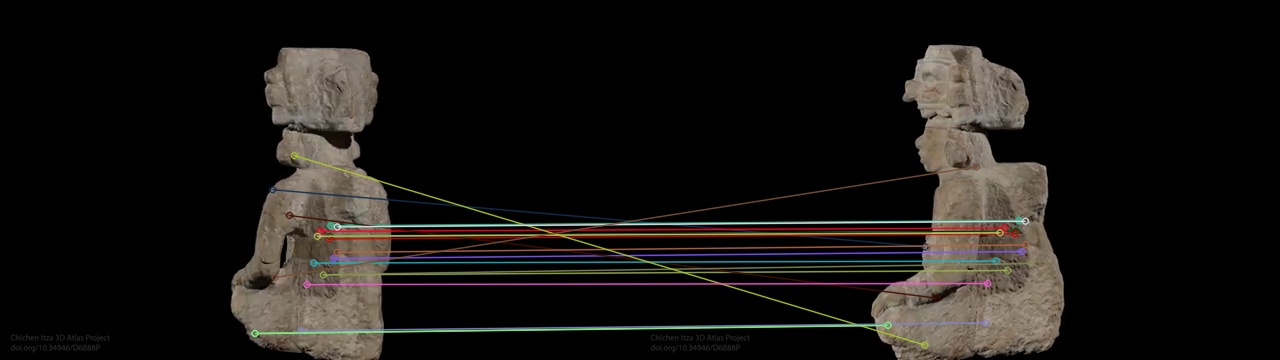 Chichen Itza 3D Atlas Project
doi.org/10.34946/D6B88P
Chichen Itza 3D Atlas Project
doi.org/10.34946/D6B88P